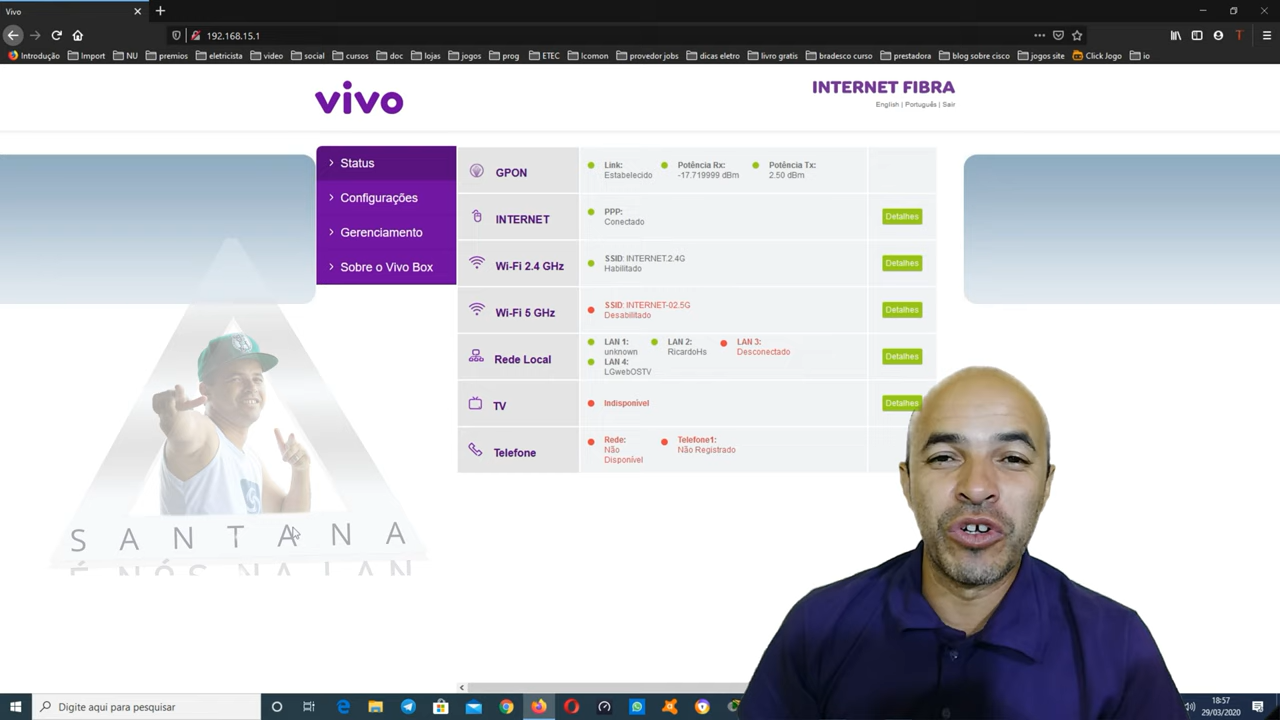 Vivo
192.168.15.1
Introdução Import NU premios eletricista video social cursos doc lojas jogos prog ETEC Icomon provedor jobs dicas eletro livro gratis bradesco curso prestadora blog sobre cisco jogos site Click Jogo io
vivo
INTERNET FIBRA
English | Português | Sair
Status
Configurações
Gerenciamento
Sobre o Vivo Box
GPON
Link:
Estabelecido
Potência Rx:
-17.719999 dBm
Potência Tx:
2.50 dBm
INTERNET
PPP:
Conectado
Detalhes
Wi-Fi 2.4 GHz
SSID: INTERNET.2.4G
Habilitado
Detalhes
Wi-Fi 5 GHz
SSID: INTERNET-02.5G
Desabilitado
Detalhes
Rede Local
LAN 1:
unknown
LAN 2:
RicardoHs
LAN 3:
Desconectado
LAN 4:
LGwebOSTV
Detalhes
TV
Indisponível
Detalhes
Telefone
Rede:
Não
Disponível
Telefone1:
Não Registrado
SANTANA
É NÓS NA LAN
Digite aqui para pesquisar
18:57
29/03/2020